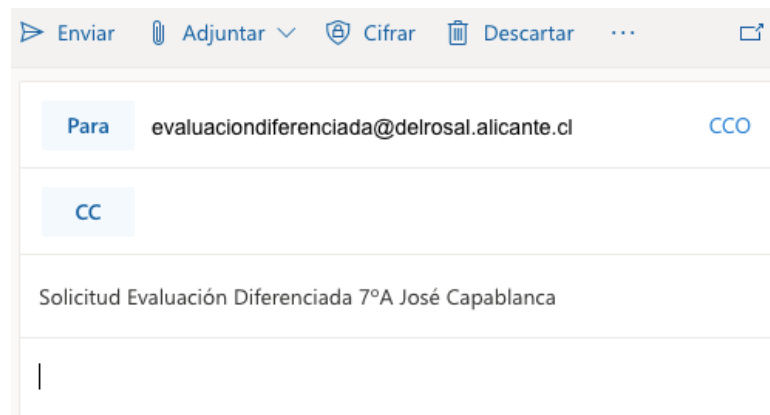 Enviar Adjuntar Cifrar Descartar ...
Para evaluaciondiferenciada@delrosal.alicante.cl CCO
CC
Solicitud Evaluación Diferenciada 7ºA José Capablanca